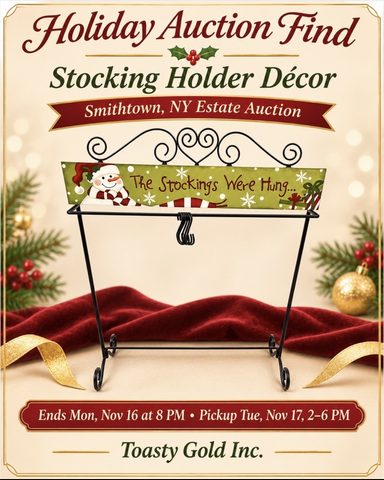 Holiday Auction Find
Stocking Holder Décor
Smithtown, NY Estate Auction
The Stockings Were Hung...
Ends Mon, Nov 16 at 8 PM • Pickup Tue, Nov 17, 2–6 PM
Toasty Gold Inc.